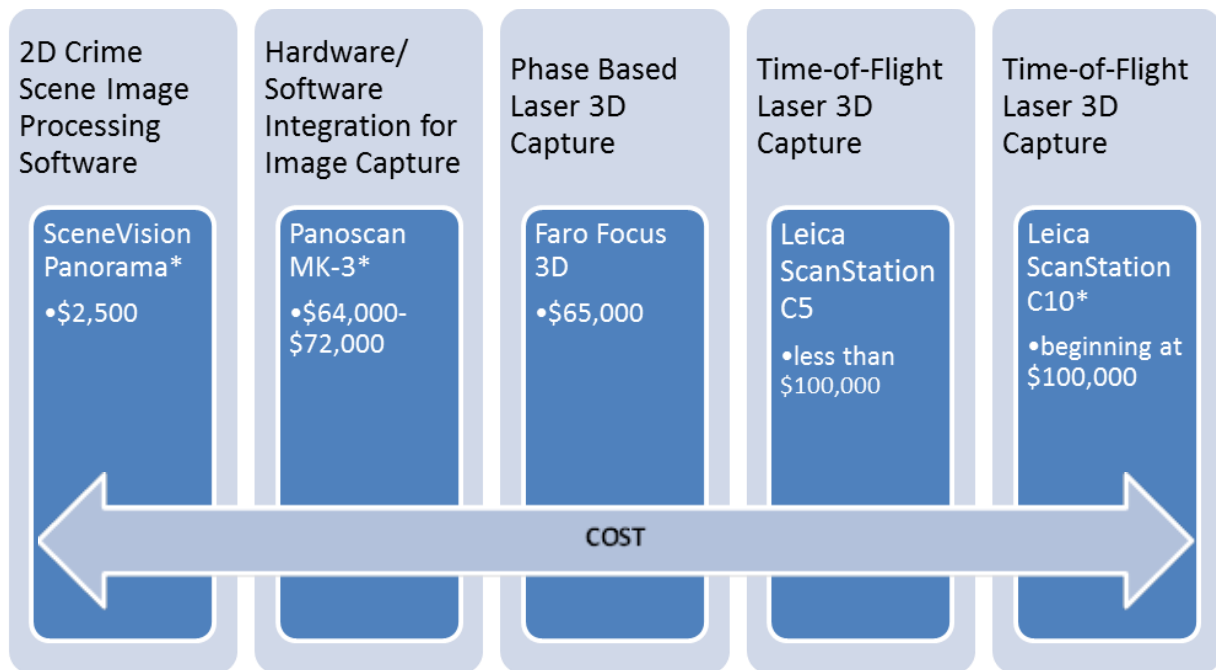 2D Crime
Scene Image
Processing
Software
SceneVision
Panorama*
•$2,500
Hardware/
Software
Integration for
Image Capture
Panoscan
MK-3*
•$64,000-
$72,000
Phase Based
Laser 3D
Capture
Faro Focus
3D
•$65,000
Time-of-Flight
Laser 3D
Capture
Leica
ScanStation
C5
•less than
$100,000
Time-of-Flight
Laser 3D
Capture
Leica
ScanStation
C10*
•beginning at
$100,000
COST